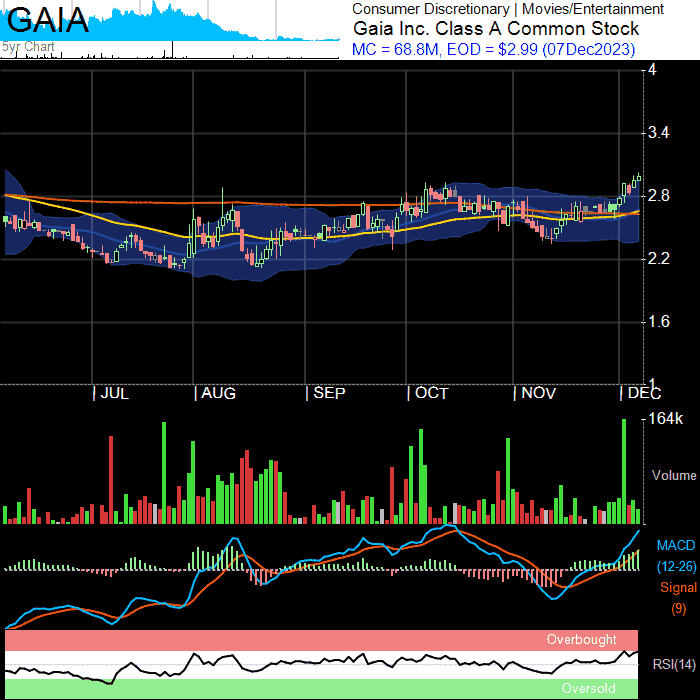 GAIA
5yr Chart
Consumer Discretionary | Movies/Entertainment
Gaia Inc. Class A Common Stock
MC = 68.8M, EOD = $2.99 (07Dec2023)
4
3.4
2.8
2.2
1.6
1
JUL AUG SEP OCT NOV DEC
164k
Volume
MACD
(12-26)
Signal
(9)
Overbought
RSI(14)
Oversold